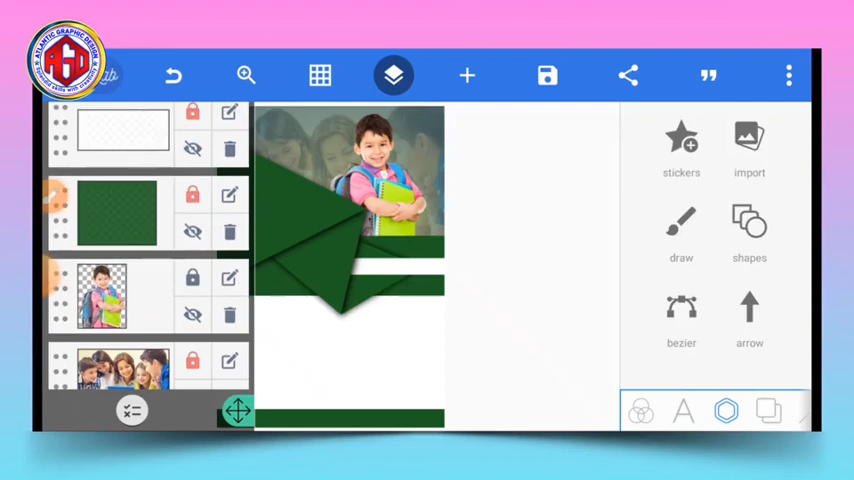 ATLANTIC GRAPHIC DESIGN
AGD
stickers
import
draw
shapes
bezier
arrow
A